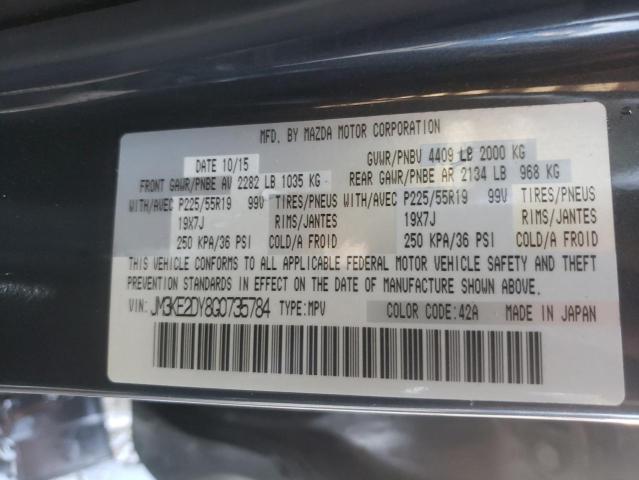 MFD. BY MAZDA MOTOR CORPORATION
DATE 10/15 GVWR/PNBV 4409 LB 2000 KG
FRONT GAWR/PNBE AV 2282 LB 1035 KG REAR GAWR/PNBE AR 2134 LB 968 KG
WITH/AVEC P225/55R19 99V TIRES/PNEUS WITH/AVEC P225/55R19 99V TIRES/PNEUS
19X7J RIMS/JANTES 19X7J RIMS/JANTES
250 KPA/36 PSI COLD/A FROID 250 KPA/36 PSI COLD/A FROID
THIS VEHICLE CONFORMS TO ALL APPLICABLE FEDERAL MOTOR VEHICLE SAFETY AND THEFT
PREVENTION STANDARDS IN EFFECT ON THE DATE OF MANUFACTURE SHOWN ABOVE.
VIN: JM3KE2DY8G0735784 TYPE:MPV COLOR CODE:42A MADE IN JAPAN